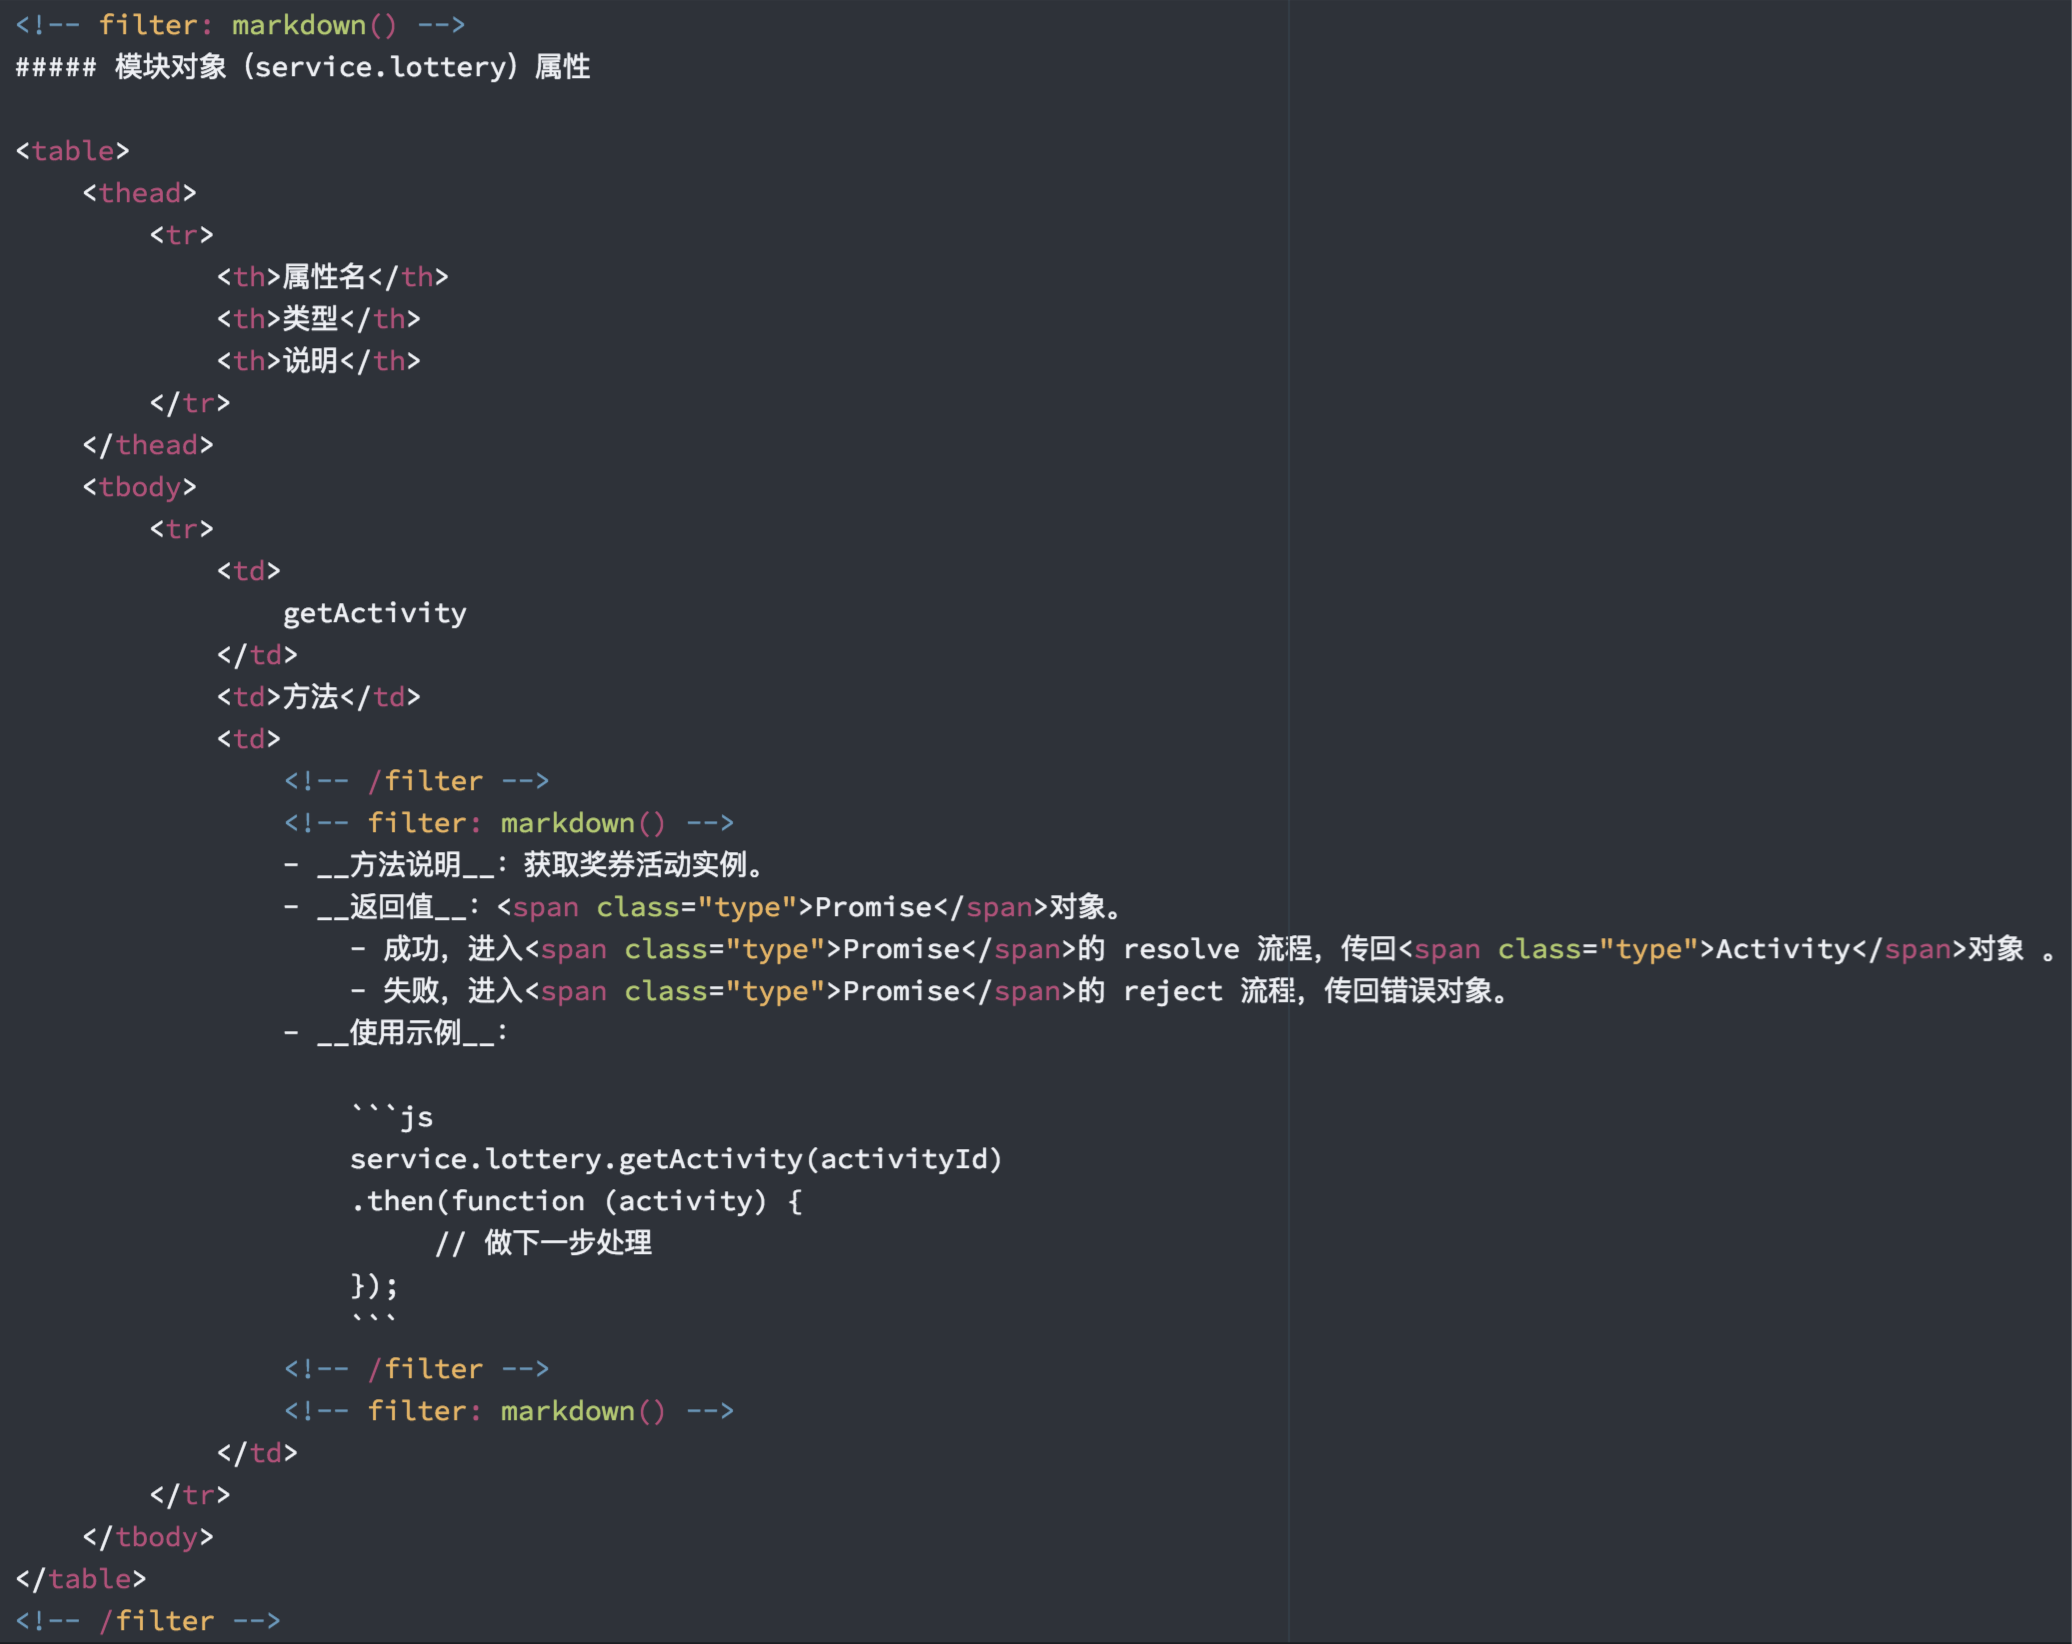 <!-- filter: markdown() -->
##### 模块对象（service.lottery）属性

<table>
    <thead>
        <tr>
            <th>属性名</th>
            <th>类型</th>
            <th>说明</th>
        </tr>
    </thead>
    <tbody>
        <tr>
            <td>
                getActivity
            </td>
            <td>方法</td>
            <td>
                <!-- /filter -->
                <!-- filter: markdown() -->
                - __方法说明__：获取奖券活动实例。
                - __返回值__：<span class="type">Promise</span>对象。
                    - 成功，进入<span class="type">Promise</span>的 resolve 流程，传回<span class="type">Activity</span>对象 。
                    - 失败，进入<span class="type">Promise</span>的 reject 流程，传回错误对象。
                - __使用示例__：

                    ```js
                    service.lottery.getActivity(activityId)
                    .then(function (activity) {
                         // 做下一步处理
                    });
                    ```
                <!-- /filter -->
                <!-- filter: markdown() -->
            </td>
        </tr>
    </tbody>
</table>
<!-- /filter -->